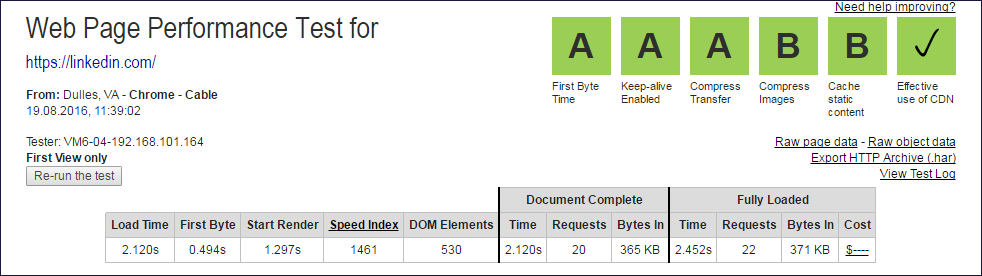 Need help improving?
Web Page Performance Test for
https://linkedin.com/
From: Dulles, VA - Chrome - Cable
19.08.2016, 11:39:02
A A A B B ✓
First Byte Time
Keep-alive Enabled
Compress Transfer
Compress Images
Cache static content
Effective use of CDN
Tester: VM6-04-192.168.101.164
First View only
Re-run the test
Raw page data - Raw object data
Export HTTP Archive (.har)
View Test Log
Document Complete Fully Loaded
Load Time First Byte Start Render Speed Index DOM Elements Time Requests Bytes In Time Requests Bytes In Cost
2.120s 0.494s 1.297s 1461 530 2.120s 20 365 KB 2.452s 22 371 KB $----